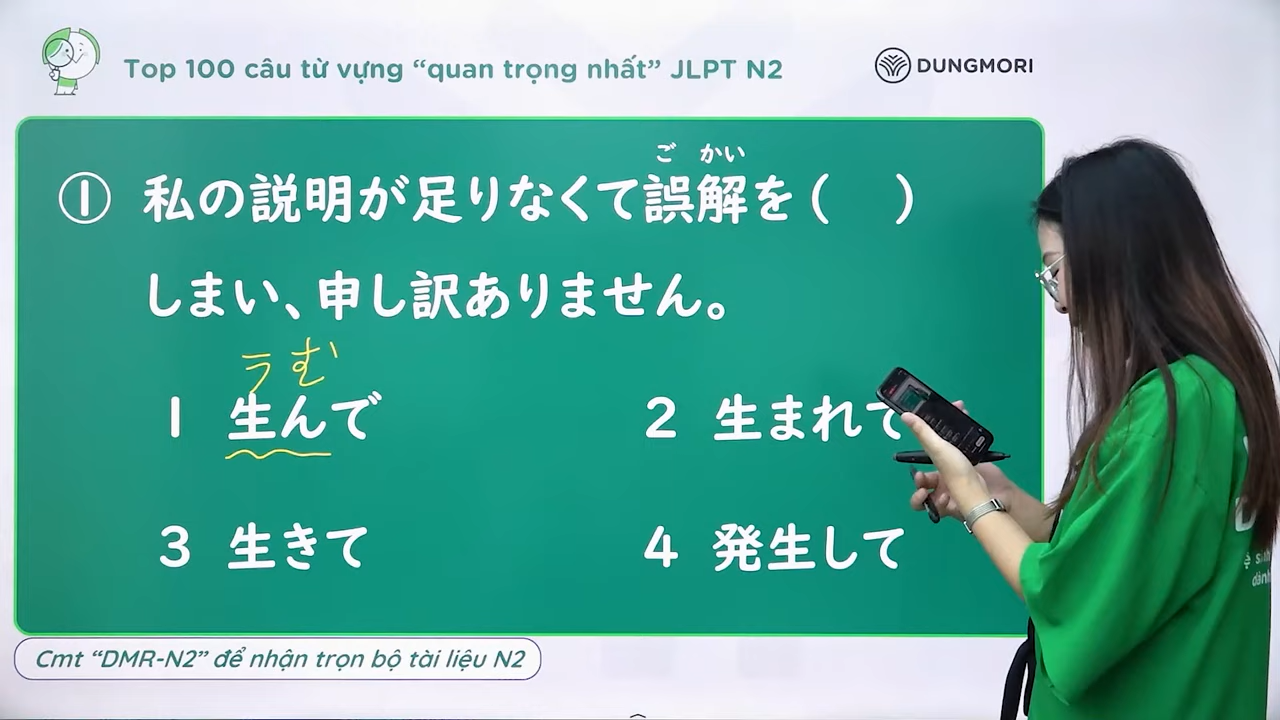 Top 100 câu từ vựng “quan trọng nhất” JLPT N2
DUNGMORI
ご かい
① 私の説明が足りなくて誤解を( )
しまい、申し訳ありません。
うむ
1 生んで
2 生まれて
3 生きて
4 発生して
Cmt “DMR-N2” để nhận trọn bộ tài liệu N2